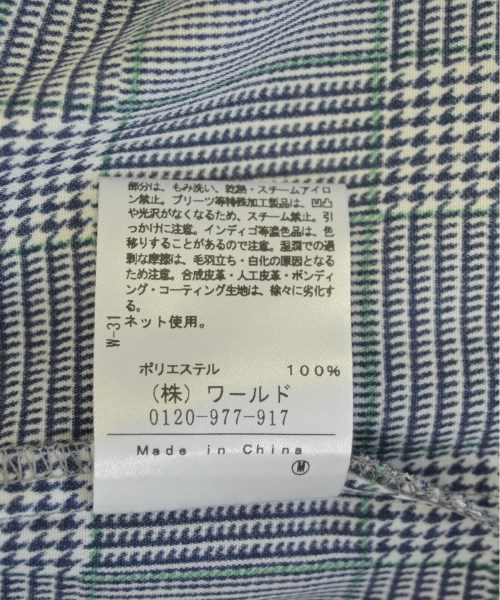 部分は、もみ洗い、乾熱・スチームアイロ
ン禁止。プリーツ等特殊加工製品は、凹凸
や光沢がなくなるため、スチーム禁止。引
っかけに注意。インディゴ等濃色品は、色
移りすることがあるので注意。湿潤での過
剰な摩擦は、毛羽立ち・白化の原因となる
ため注意。合成皮革・人工皮革・ボンディ
ング・コーティング生地は、徐々に劣化す
る。
ネット使用。
W-31
ポリエステル 100%
（株）ワールド
0120-977-917
Made in China
M